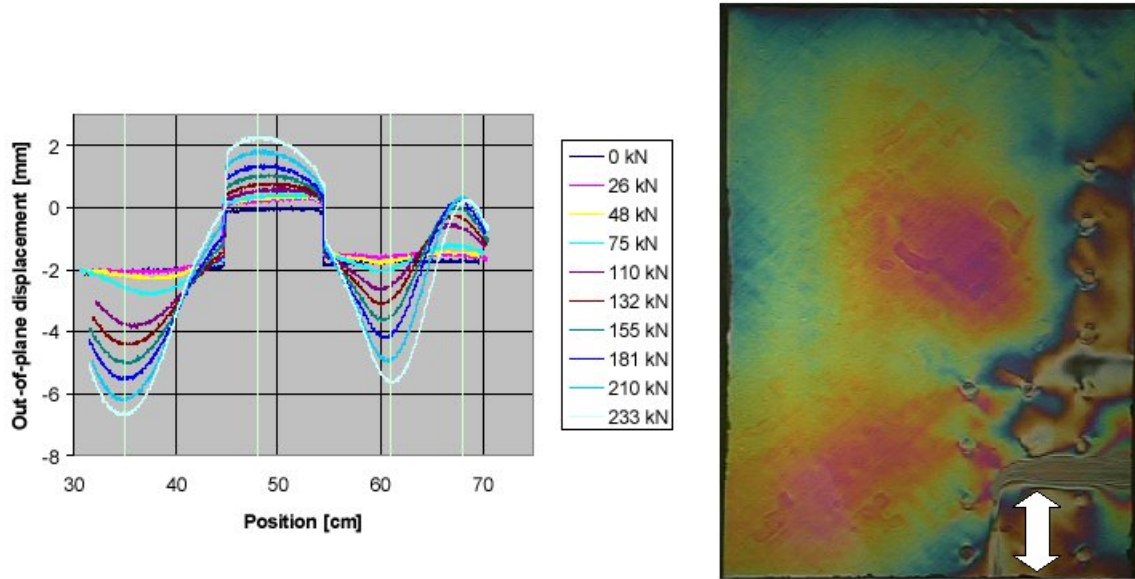 Out-of-plane displacement [mm]
2
0
-2
-4
-6
-8
30 40 50 60 70
Position [cm]
0 kN
26 kN
48 kN
75 kN
110 kN
132 kN
155 kN
181 kN
210 kN
233 kN